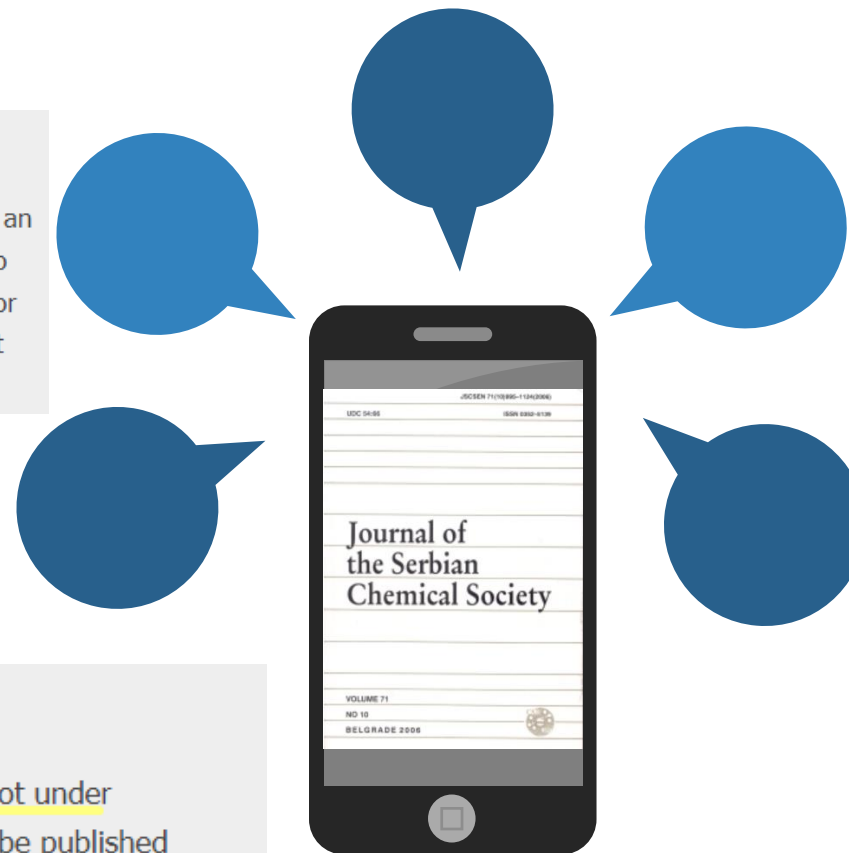 an
or
JSCSEN 71(10)895–1124(2006)
UDC 54:66
ISSN 0352–5139
Journal of
the Serbian
Chemical Society
VOLUME 71
NO 10
BELGRADE 2006
ot under
be published